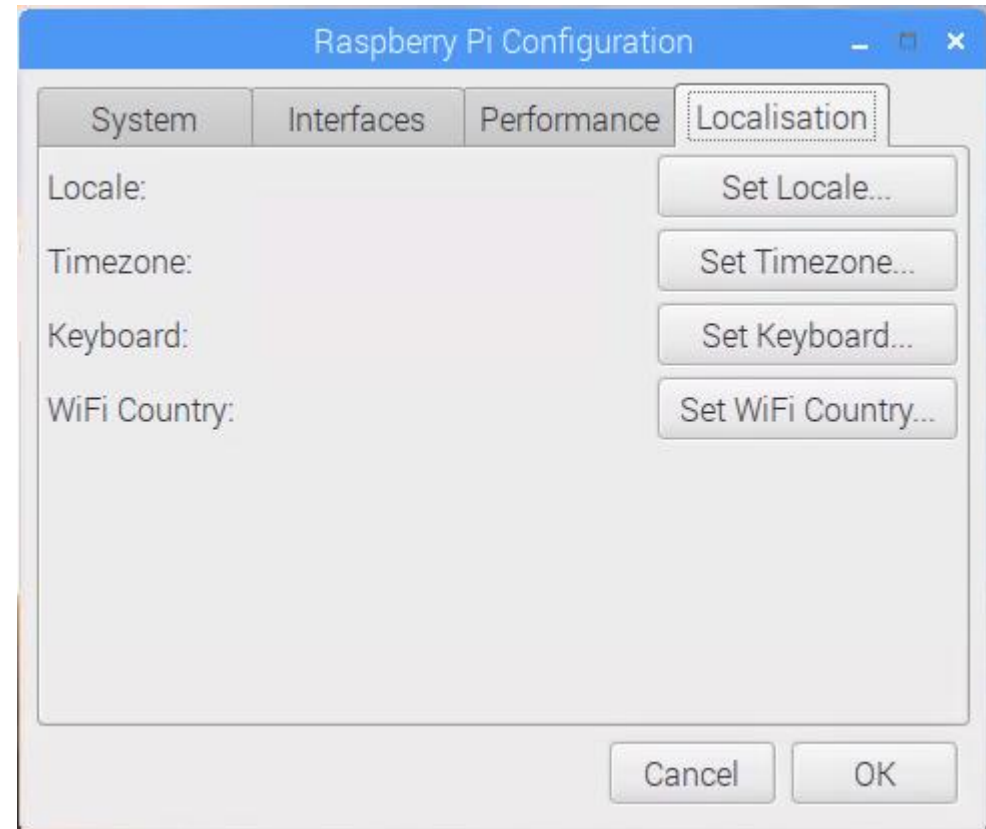 Raspberry Pi Configuration
System Interfaces Performance Localisation
Locale: Set Locale...
Timezone: Set Timezone...
Keyboard: Set Keyboard...
WiFi Country: Set WiFi Country...
Cancel OK